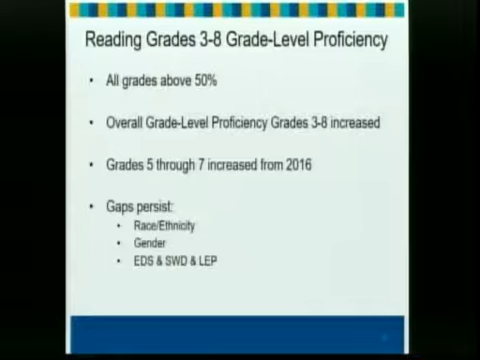 Reading Grades 3-8 Grade-Level Proficiency
• All grades above 50%
• Overall Grade-Level Proficiency Grades 3-8 increased
• Grades 5 through 7 increased from 2016
• Gaps persist:
• Race/Ethnicity
• Gender
• EDS & SWD & LEP